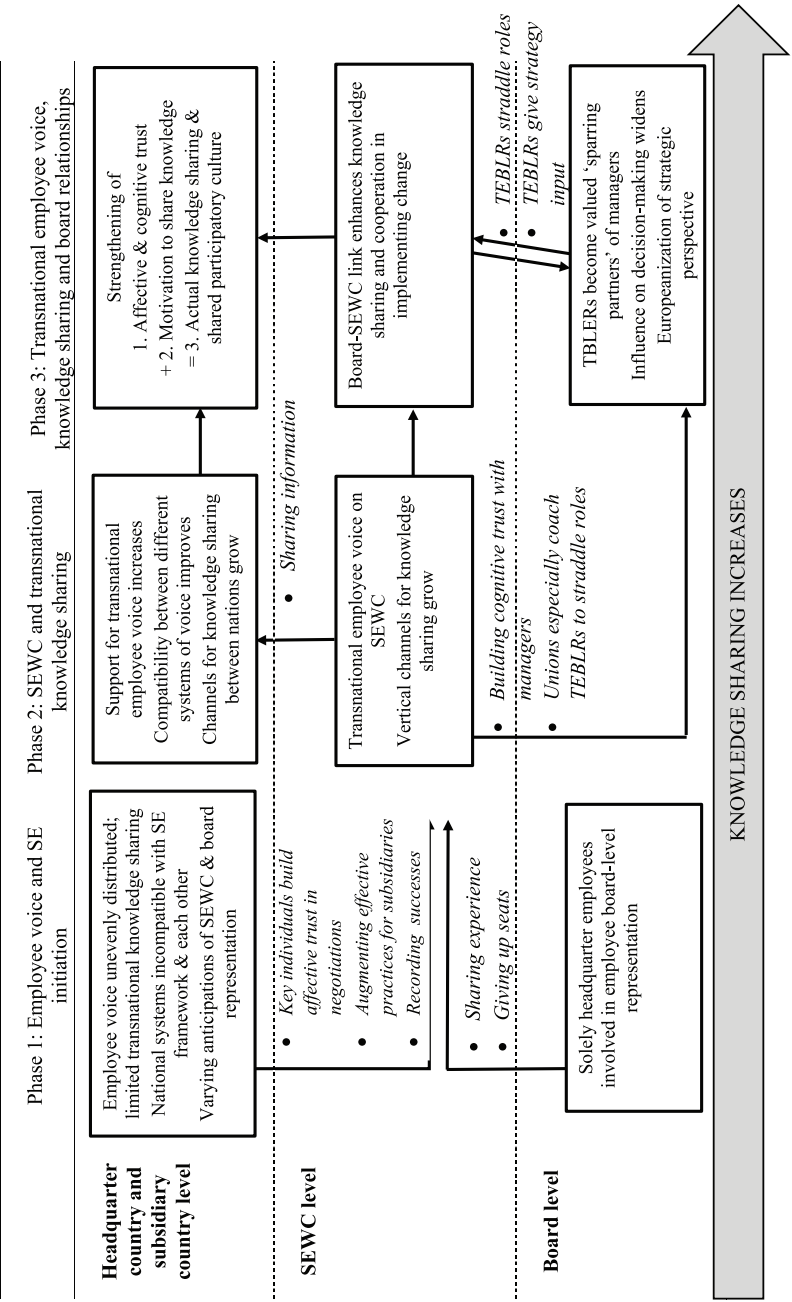 Phase 1: Employee voice and SE
initiation
Phase 2: SEWC and transnational
knowledge sharing
Phase 3: Transnational employee voice,
knowledge sharing and board relationships
Headquarter
country and
subsidiary
country level
Employee voice unevenly distributed;
limited transnational knowledge sharing
National systems incompatible with SE
framework & each other
Varying anticipations of SEWC & board
representation
Support for transnational
employee voice increases
Compatibility between different
systems of voice improves
Channels for knowledge sharing
between nations grow
Strengthening of
1. Affective & cognitive trust
+ 2. Motivation to share knowledge
= 3. Actual knowledge sharing &
shared participatory culture
• Key individuals build
affective trust in
negotiations
• Augmenting effective
practices for subsidiaries
• Recording successes
• Sharing information
SEWC level
Transnational employee voice on
SEWC
Vertical channels for knowledge
sharing grow
Board-SEWC link enhances knowledge
sharing and cooperation in
implementing change
• Sharing experience
• Giving up seats
• Building cognitive trust with
managers
• Unions especially coach
TEBLRs to straddle roles
• TEBLRs straddle roles
• TEBLRs give strategy
input
Board level
Solely headquarter employees
involved in employee board-level
representation
TBLERs become valued ‘sparring
partners’ of managers
Influence on decision-making widens
Europeanization of strategic
perspective
KNOWLEDGE SHARING INCREASES